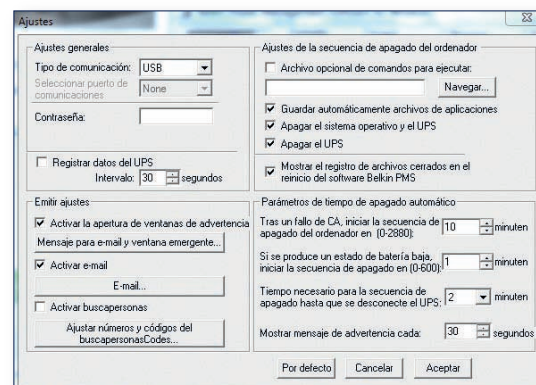 Ajustes
Ajustes generales
Tipo de comunicación: USB
Seleccionar puerto de
comunicaciones None
Contraseña:
Registrar datos del UPS
Intervalo: 30 segundos
Emitir ajustes
Activar la apertura de ventanas de advertencia
Mensaje para e-mail y ventana emergente...
Activar e-mail
E-mail...
Activar buscapersonas
Ajustar números y códigos del
buscapersonasCodes...
Ajustes de la secuencia de apagado del ordenador
Archivo opcional de comandos para ejecutar:
Navegar...
Guardar automáticamente archivos de aplicaciones
Apagar el sistema operativo y el UPS
Apagar el UPS
Mostrar el registro de archivos cerrados en el
reinicio del software Belkin PMS
Parámetros de tiempo de apagado automático
Tras un fallo de CA, iniciar la secuencia de
apagado del ordenador en (0-2880): 10 minuten
Si se produce un estado de batería baja,
iniciar la secuencia de apagado en (0-600): 1 minuten
Tiempo necesario para la secuencia de
apagado hasta que se desconecte el UPS: 2 minuten
Mostrar mensaje de advertencia cada: 30 segundos
Por defecto Cancelar Aceptar